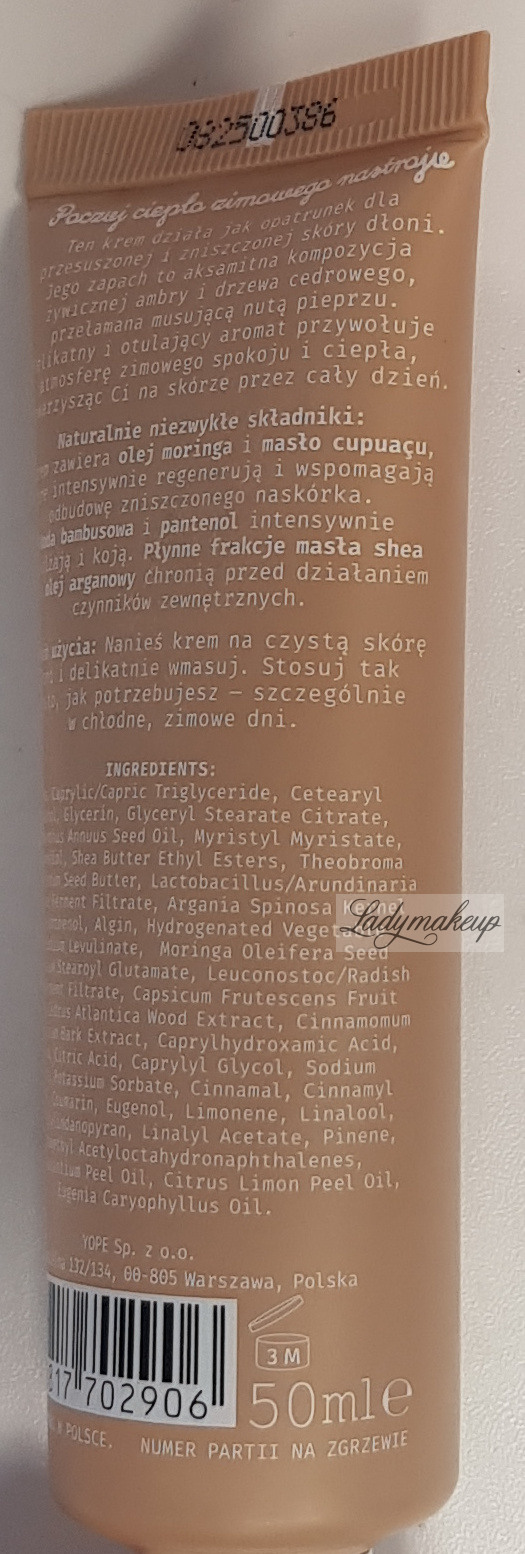 082500386
Poczuj ciepło zimowego nastroju
Ten krem działa jak opatrunek dla
przesuszonej i zniszczonej skóry dłoni.
Jego zapach to aksamitna kompozycja
żywicznej ambry i drzewa cedrowego,
przełamana musującą nutą pieprzu.
i otulający aromat przywołuje
atmosferę zimowego spokoju i ciepła,
Ci na skórze przez cały dzień.
Naturalnie niezwykłe składniki:
zawiera olej moringa i masło cupuaçu,
intensywnie regenerują i wspomagają
odbudowę zniszczonego naskórka.
bambusowa i pantenol intensywnie
i koją. Płynne frakcje masła shea
olej arganowy chronią przed działaniem
czynników zewnętrznych.
użycia: Nanieś krem na czystą skórę
i delikatnie wmasuj. Stosuj tak
jak potrzebujesz – szczególnie
w chłodne, zimowe dni.
INGREDIENTS:
Caprylic/Capric Triglyceride, Cetearyl
Glycerin, Glyceryl Stearate Citrate,
Annuus Seed Oil, Myristyl Myristate,
Shea Butter Ethyl Esters, Theobroma
Seed Butter, Lactobacillus/Arundinaria
Ferment Filtrate, Argania Spinosa Kernel
Algin, Hydrogenated
Levulinate, Moringa Oleifera Seed
Stearoyl Glutamate, Leuconostoc/Radish
Filtrate, Capsicum Frutescens Fruit
Atlantica Wood Extract, Cinnamomum
Bark Extract, Caprylhydroxamic Acid,
Citric Acid, Caprylyl Glycol, Sodium
Potassium Sorbate, Cinnamal, Cinnamyl
Coumarin, Eugenol, Limonene, Linalool,
Linalyl Acetate, Pinene,
Acetyloctahydronaphthalenes,
Peel Oil, Citrus Limon Peel Oil,
Eugenia Caryophyllus Oil.
YOPE Sp. z o.o.
132/134, 00-805 Warszawa, Polska
702906
3 M
50ml e
W POLSCE. NUMER PARTII NA ZGRZEWIE
Ladymakeup